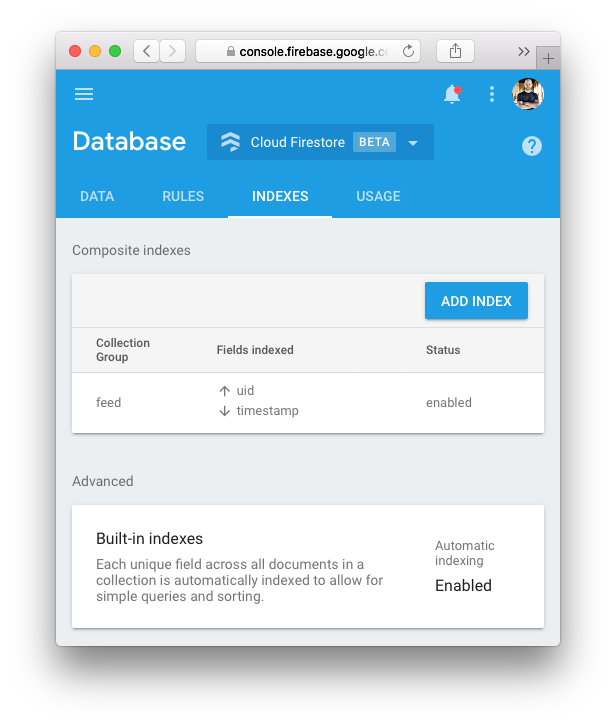 console.firebase.google.c
Database
Cloud Firestore BETA
DATA RULES INDEXES USAGE
Composite indexes
ADD INDEX
Collection
Group
Fields indexed
Status
feed
uid
timestamp
enabled
Advanced
Built-in indexes
Each unique field across all documents in a
collection is automatically indexed to allow for
simple queries and sorting.
Automatic
indexing
Enabled